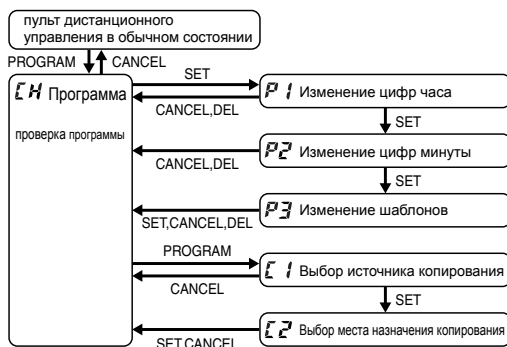 пульт дистанционного
управления в обычном состоянии
PROGRAM CANCEL
SET
CH Программа
P1 Изменение цифр часа
CANCEL,DEL
SET
проверка программы
P2 Изменение цифр минуты
CANCEL,DEL
SET
P3 Изменение шаблонов
SET,CANCEL,DEL
PROGRAM
C1 Выбор источника копирования
CANCEL
SET
C2 Выбор места назначения копирования
SET,CANCEL